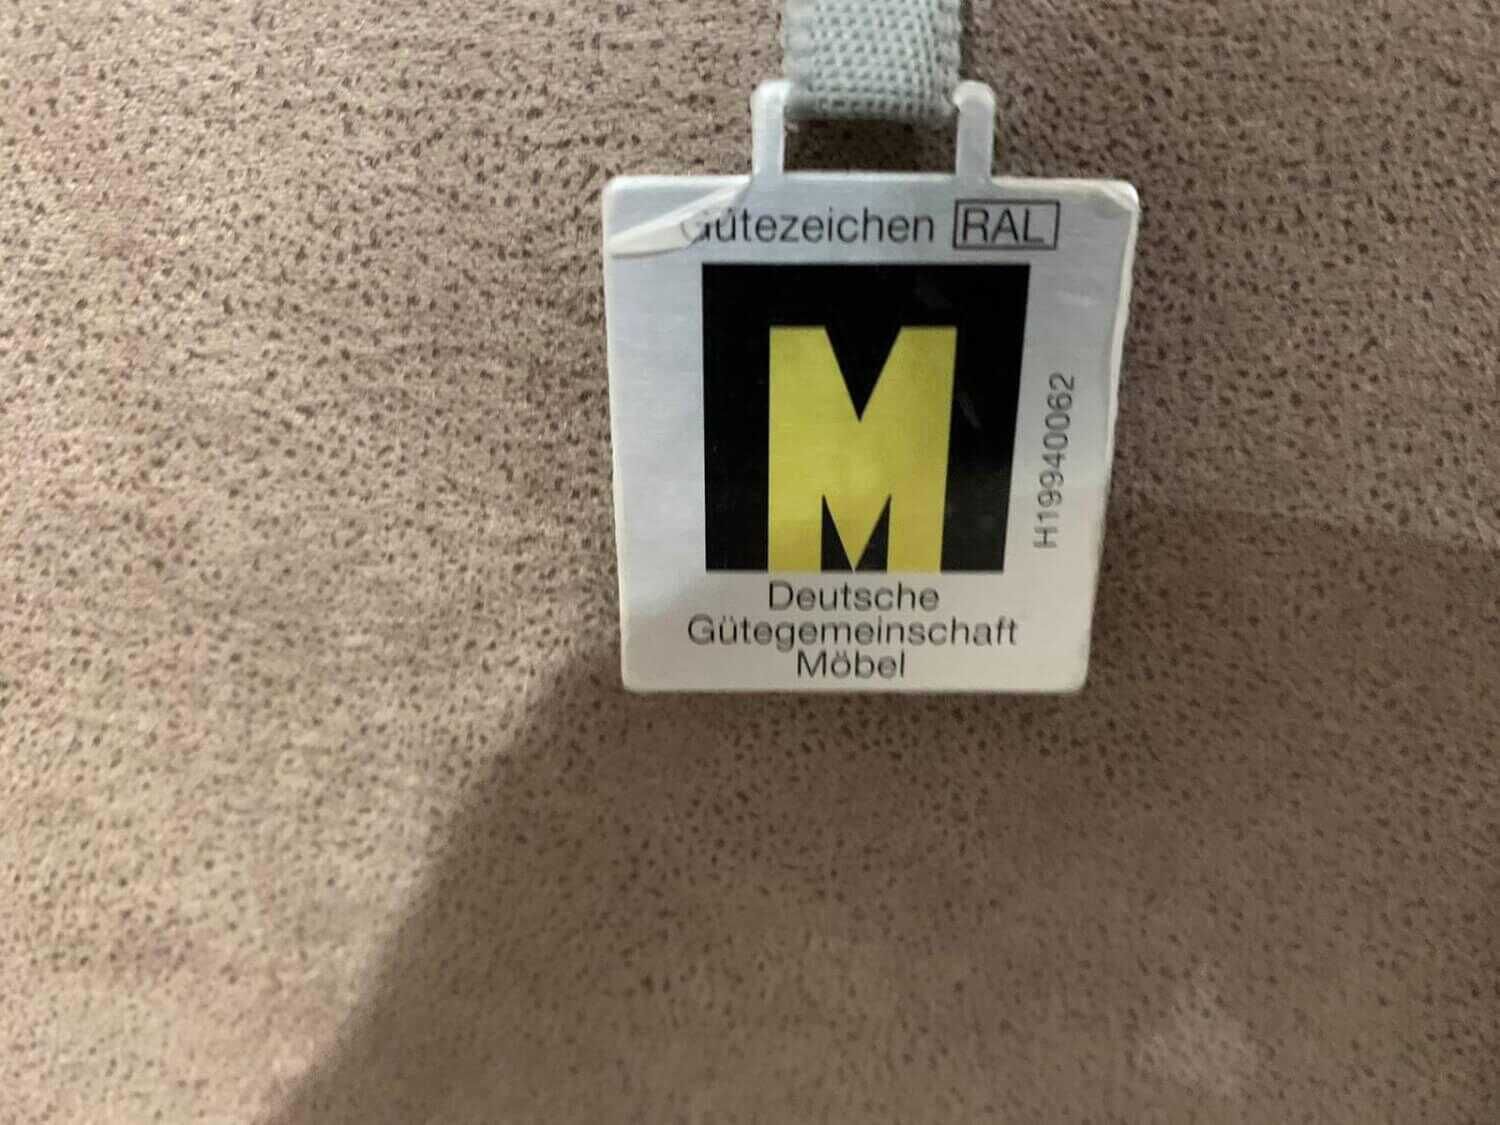 Gütezeichen RAL
M
H19940062
Deutsche
Gütegemeinschaft
Möbel